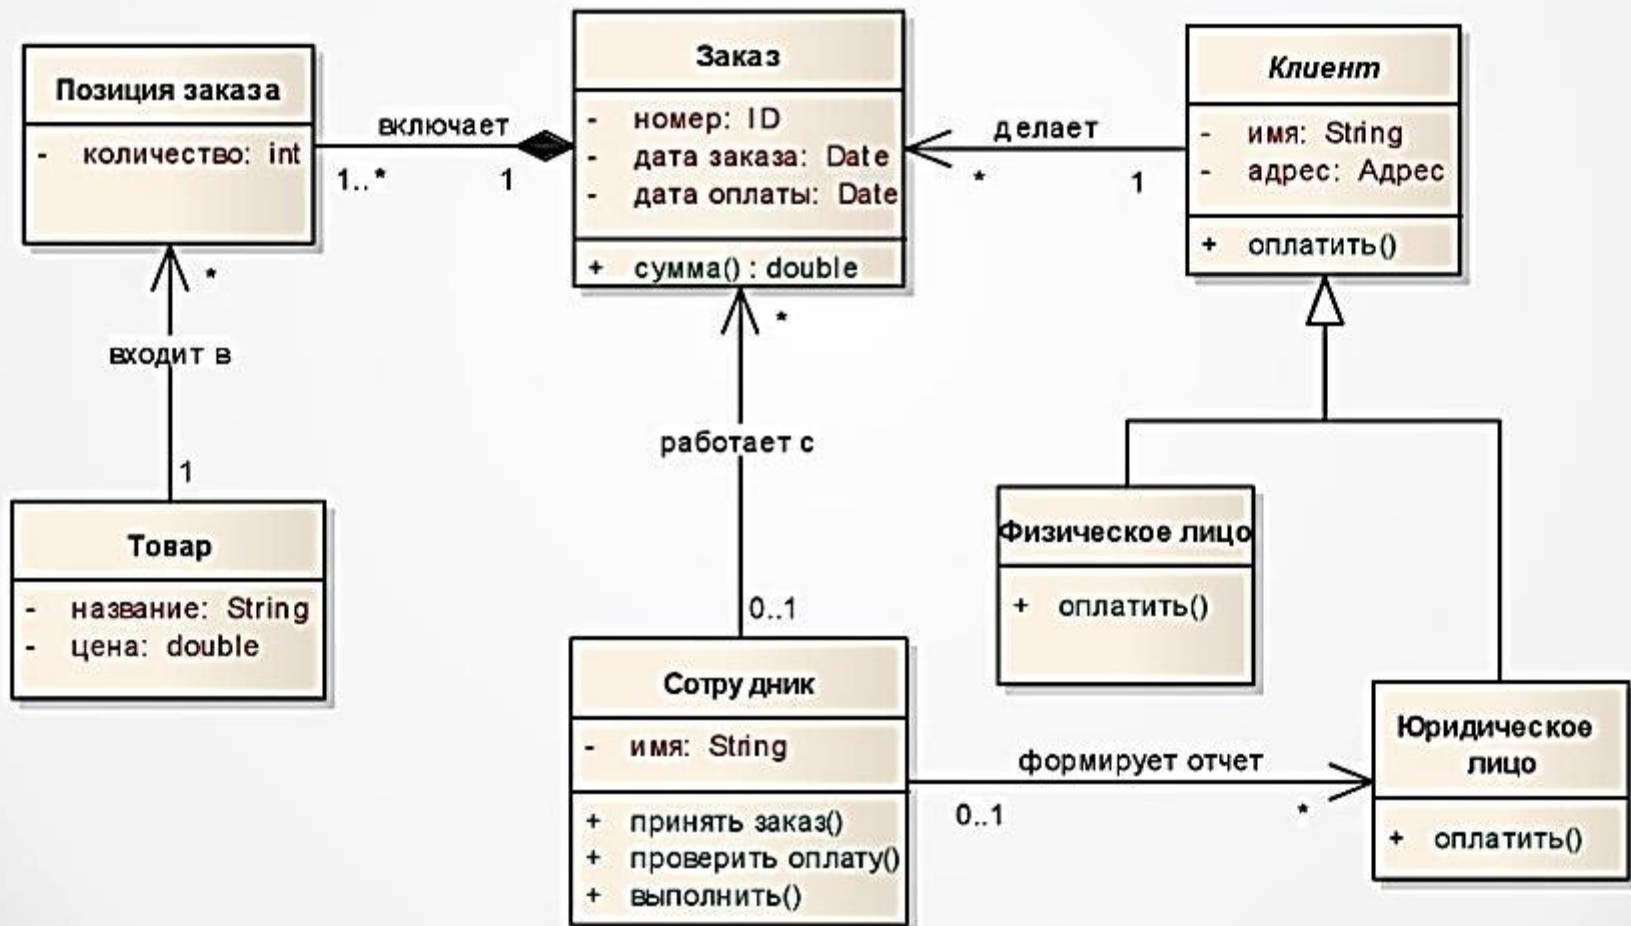 Позиция заказа
- количество: int
включает
1..*
1
Заказ
- номер: ID
- дата заказа: Date
- дата оплаты: Date
+ сумма() : double
делает
*
1
Клиент
- имя: String
- адрес: Адрес
+ оплатить()
*
входит в
1
Товар
- название: String
- цена: double
*
работает с
0..1
Сотрудник
- имя: String
+ принять заказ()
+ проверить оплату()
+ выполнить()
Физическое лицо
+ оплатить()
формирует отчет
0..1
*
Юридическое
лицо
+ оплатить()